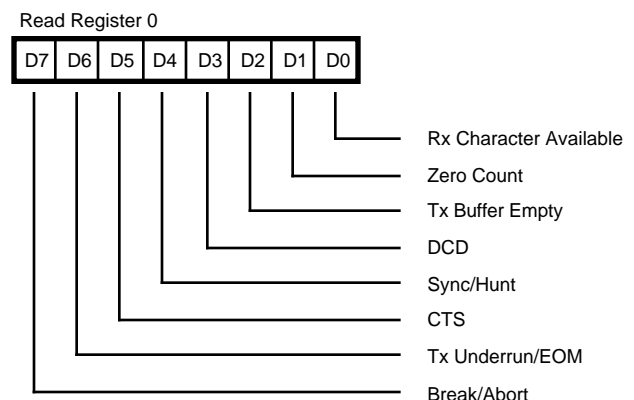 Read Register 0
D7 D6 D5 D4 D3 D2 D1 D0
Rx Character Available
Zero Count
Tx Buffer Empty
DCD
Sync/Hunt
CTS
Tx Underrun/EOM
Break/Abort